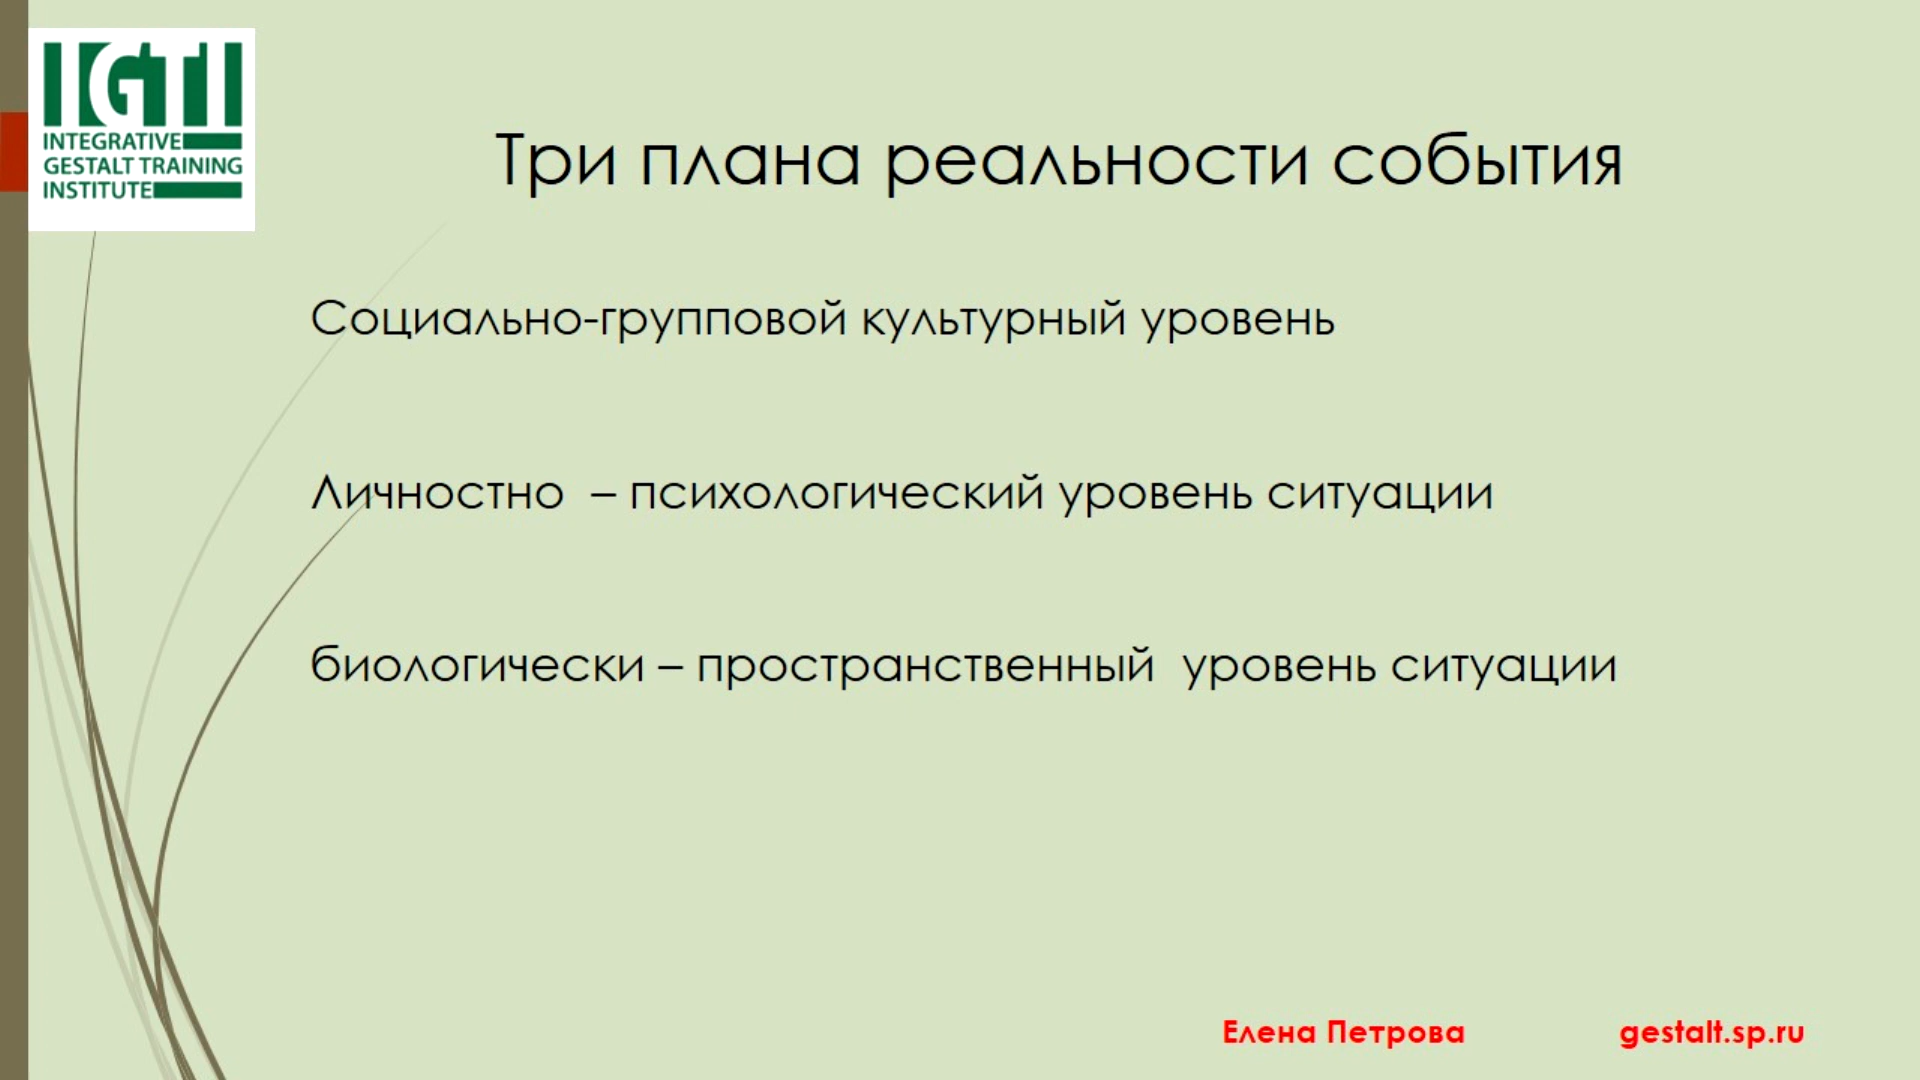 IGTI
INTEGRATIVE
GESTALT TRAINING
INSTITUTE
Три плана реальности события
Социально-групповой культурный уровень
Личностно – психологический уровень ситуации
биологически – пространственный уровень ситуации
Елена Петрова gestalt.sp.ru